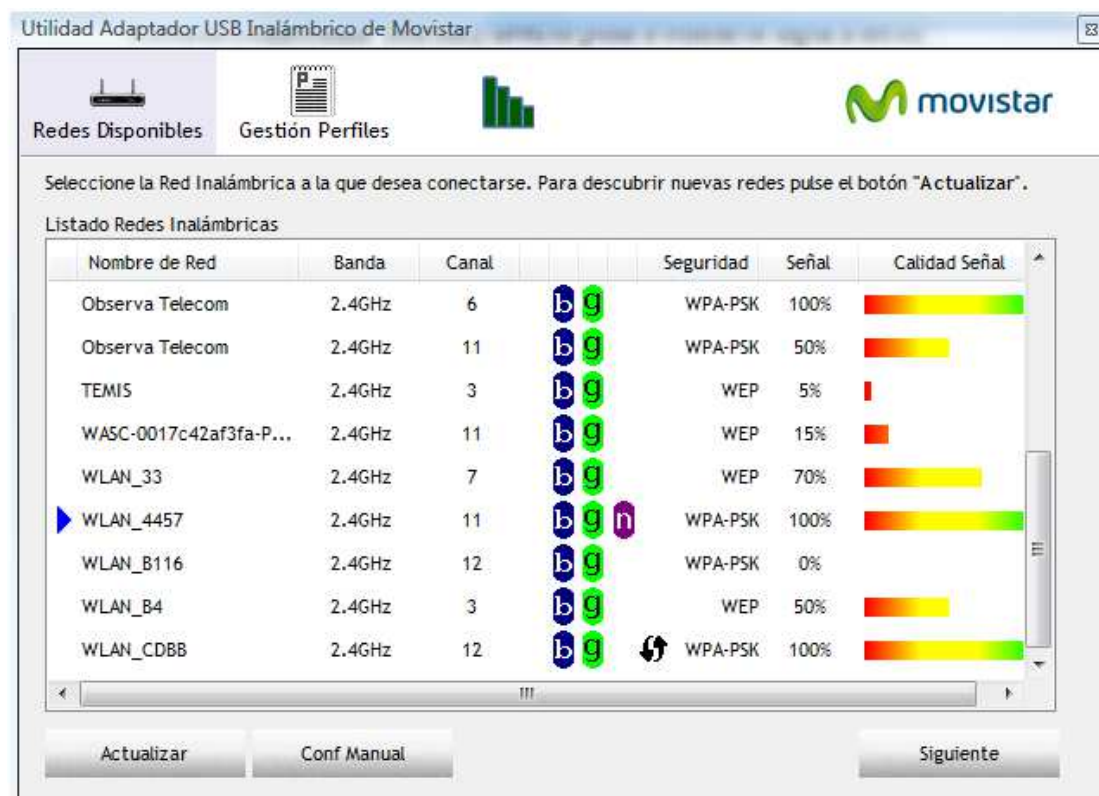 Utilidad Adaptador USB Inalámbrico de Movistar
Redes Disponibles
Gestión Perfiles
movistar
Seleccione la Red Inalámbrica a la que desea conectarse. Para descubrir nuevas redes pulse el botón "Actualizar".
Listado Redes Inalámbricas
Nombre de Red Banda Canal Seguridad Señal Calidad Señal
Observa Telecom 2.4GHz 6 b g WPA-PSK 100%
Observa Telecom 2.4GHz 11 b g WPA-PSK 50%
TEMIS 2.4GHz 3 b g WEP 5%
WASC-0017c42af3fa-P... 2.4GHz 11 b g WEP 15%
WLAN_33 2.4GHz 7 b g WEP 70%
WLAN_4457 2.4GHz 11 b g n WPA-PSK 100%
WLAN_B116 2.4GHz 12 b g WPA-PSK 0%
WLAN_B4 2.4GHz 3 b g WEP 50%
WLAN_CDBB 2.4GHz 12 b g WPA-PSK 100%
Actualizar Conf Manual Siguiente